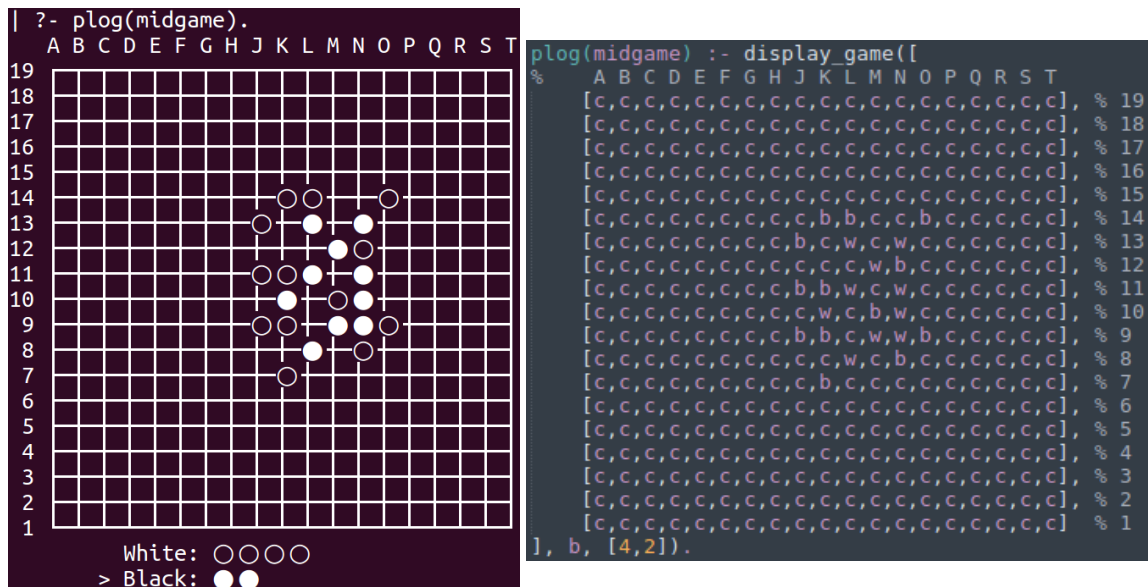 | ?- plog(midgame).
A B C D E F G H J K L M N O P Q R S T
19
18
17
16
15
14
13
12
11
10
9
8
7
6
5
4
3
2
1
White: ○○○○
> Black: ●●
plog(midgame) :- display_game([
% A B C D E F G H J K L M N O P Q R S T
[c,c,c,c,c,c,c,c,c,c,c,c,c,c,c,c,c,c,c], % 19
[c,c,c,c,c,c,c,c,c,c,c,c,c,c,c,c,c,c,c], % 18
[c,c,c,c,c,c,c,c,c,c,c,c,c,c,c,c,c,c,c], % 17
[c,c,c,c,c,c,c,c,c,c,c,c,c,c,c,c,c,c,c], % 16
[c,c,c,c,c,c,c,c,c,c,c,c,c,c,c,c,c,c,c], % 15
[c,c,c,c,c,c,c,c,c,b,b,c,c,b,c,c,c,c,c], % 14
[c,c,c,c,c,c,c,c,b,c,w,c,w,c,c,c,c,c,c], % 13
[c,c,c,c,c,c,c,c,c,c,c,w,b,c,c,c,c,c,c], % 12
[c,c,c,c,c,c,c,c,b,b,w,c,w,c,c,c,c,c,c], % 11
[c,c,c,c,c,c,c,c,c,w,c,b,w,c,c,c,c,c,c], % 10
[c,c,c,c,c,c,c,c,b,b,c,w,w,b,c,c,c,c,c], % 9
[c,c,c,c,c,c,c,c,c,c,w,c,b,c,c,c,c,c,c], % 8
[c,c,c,c,c,c,c,c,c,b,c,c,c,c,c,c,c,c,c], % 7
[c,c,c,c,c,c,c,c,c,c,c,c,c,c,c,c,c,c,c], % 6
[c,c,c,c,c,c,c,c,c,c,c,c,c,c,c,c,c,c,c], % 5
[c,c,c,c,c,c,c,c,c,c,c,c,c,c,c,c,c,c,c], % 4
[c,c,c,c,c,c,c,c,c,c,c,c,c,c,c,c,c,c,c], % 3
[c,c,c,c,c,c,c,c,c,c,c,c,c,c,c,c,c,c,c], % 2
[c,c,c,c,c,c,c,c,c,c,c,c,c,c,c,c,c,c,c] % 1
], b, [4,2]).